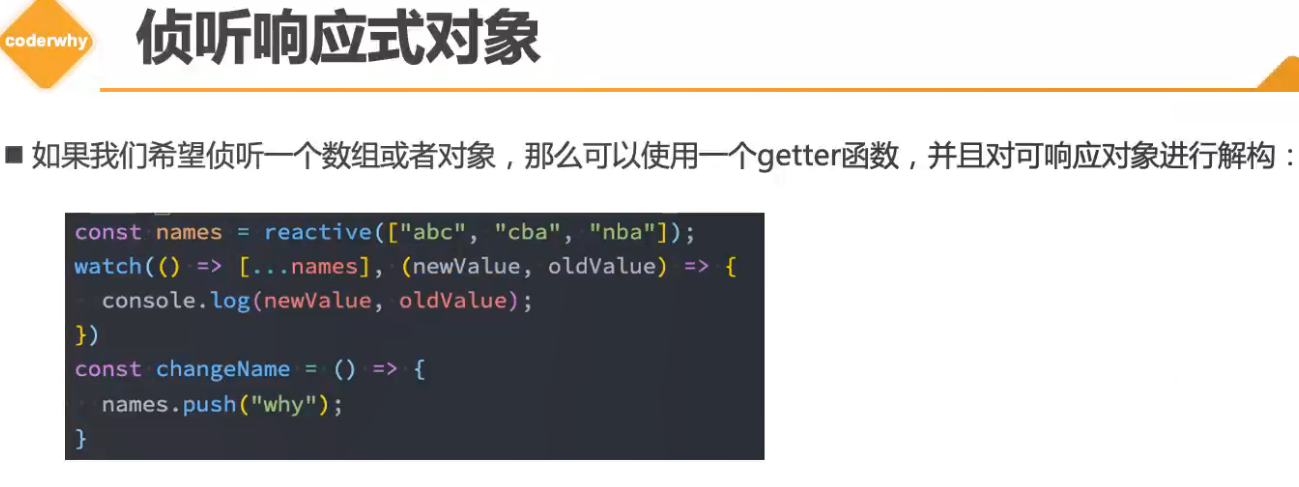 coderwhy
侦听响应式对象
■ 如果我们希望侦听一个数组或者对象，那么可以使用一个getter函数，并且对可响应对象进行解构：
const names = reactive(["abc", "cba", "nba"]);
watch(() => [...names], (newValue, oldValue) => {
  console.log(newValue, oldValue);
})
const changeName = () => {
  names.push("why");
}